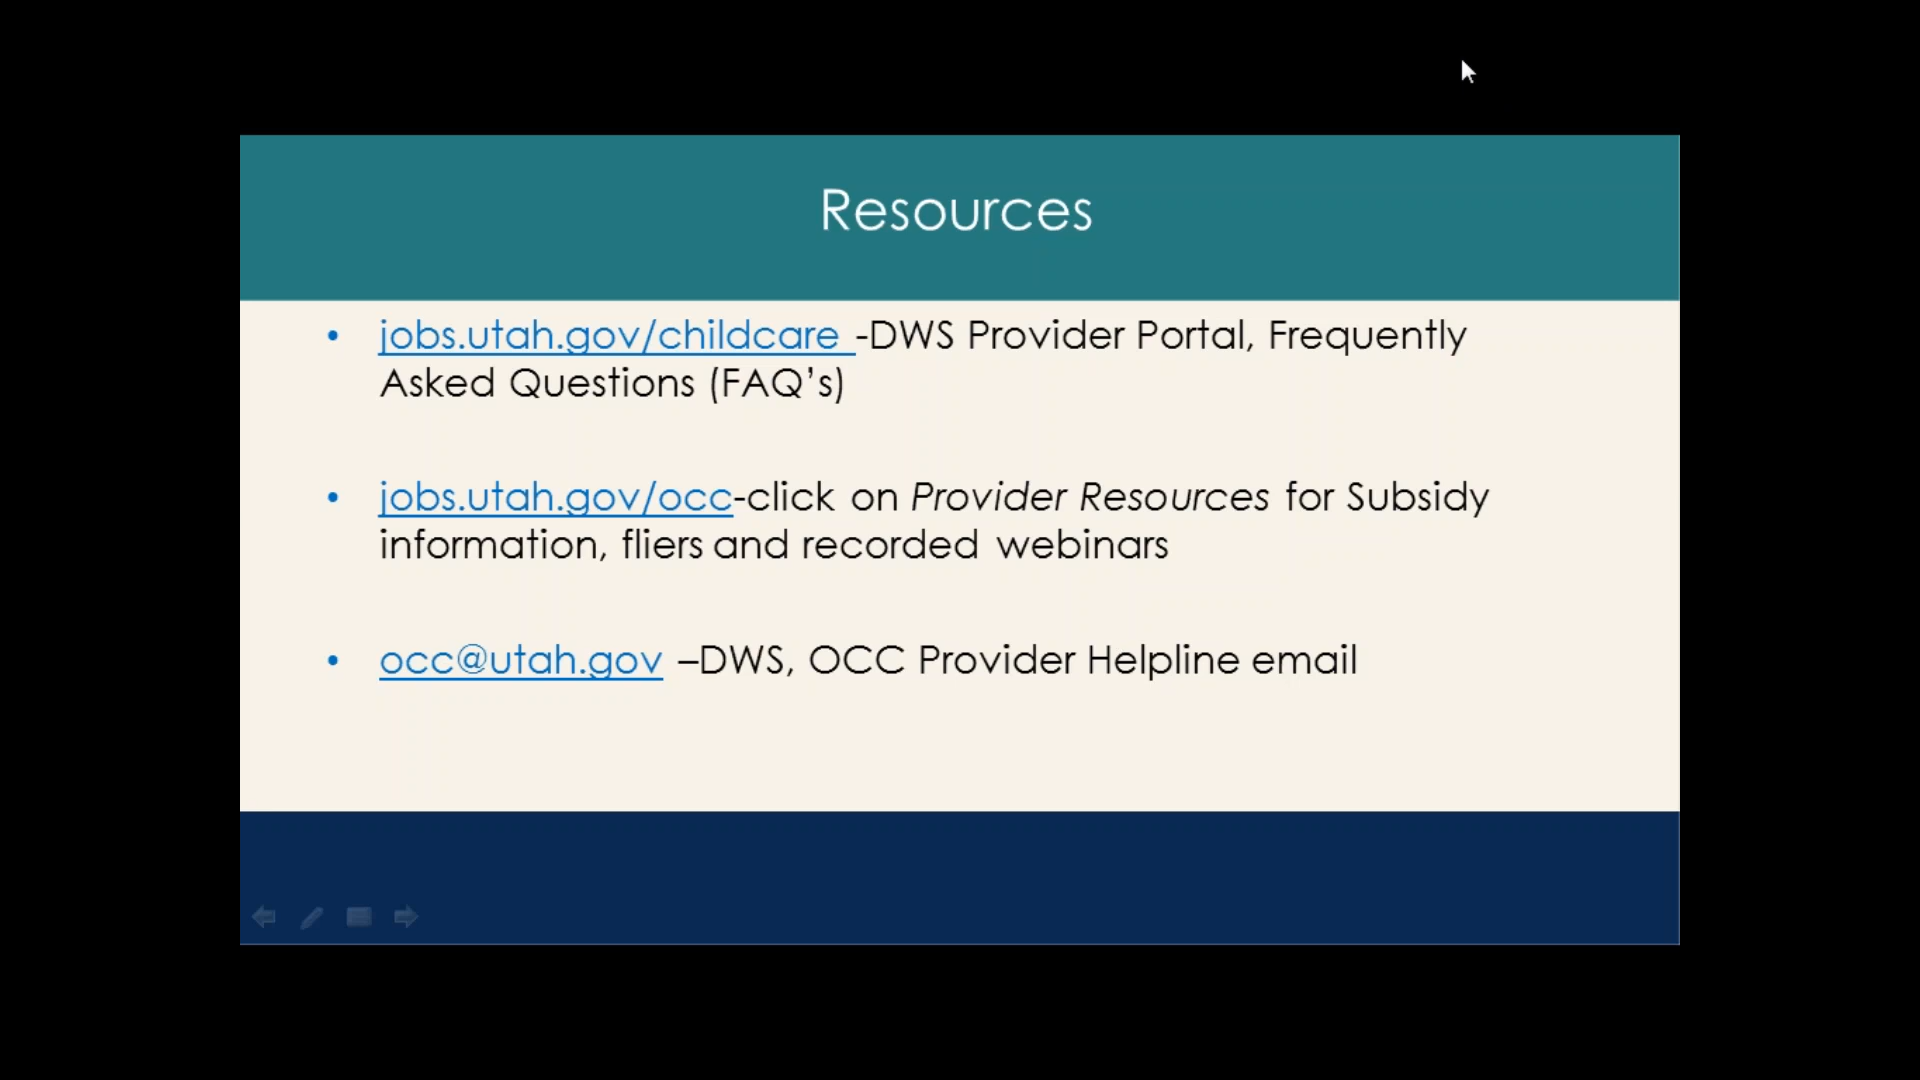 Resources
• jobs.utah.gov/childcare -DWS Provider Portal, Frequently
Asked Questions (FAQ’s)
• jobs.utah.gov/occ-click on Provider Resources for Subsidy
information, fliers and recorded webinars
• occ@utah.gov –DWS, OCC Provider Helpline email